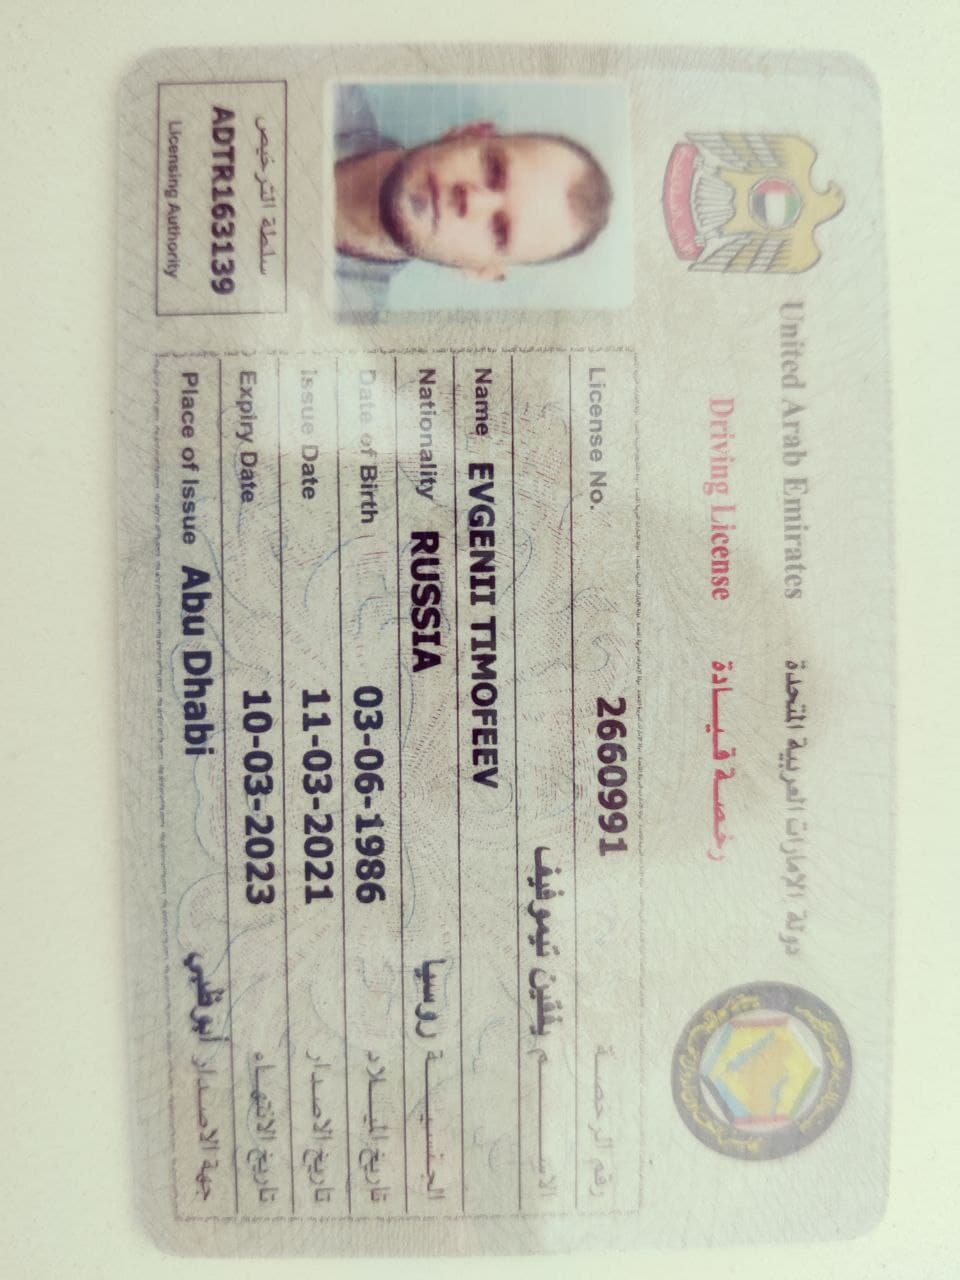 United Arab Emirates دولة الإمارات العربية المتحدة
Driving License رخصة قيادة
License No. 2660991 رقم الرخصة
الاسم يفقين تيموفيف
Name EVGENII TIMOFEEV
Nationality RUSSIA الجنسية روسيا
Date of Birth 03-06-1986 تاريخ الميلاد
Issue Date 11-03-2021 تاريخ الاصدار
Expiry Date 10-03-2023 تاريخ الانتهاء
Place of Issue Abu Dhabi جهة الاصدار أبوظبي
سلطة الترخيص
ADTR163139
Licensing Authority